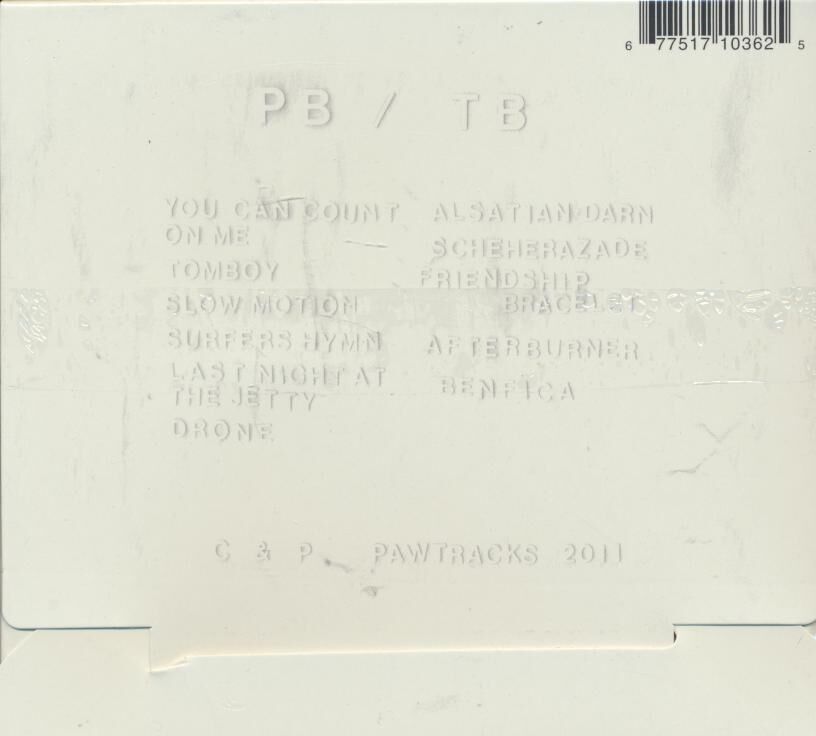 6 77517 10362 5
PB / TB
YOU CAN COUNT
ON ME
TOMBOY
SLOW MOTION
SURFERS HYMN
LAST NIGHT AT
THE JETTY
DRONE
ALSATIAN DARN
SCHEHERAZADE
FRIENDSHIP
BRACELET
AFTERBURNER
BENFICA
C & P PAWTRACKS 2011